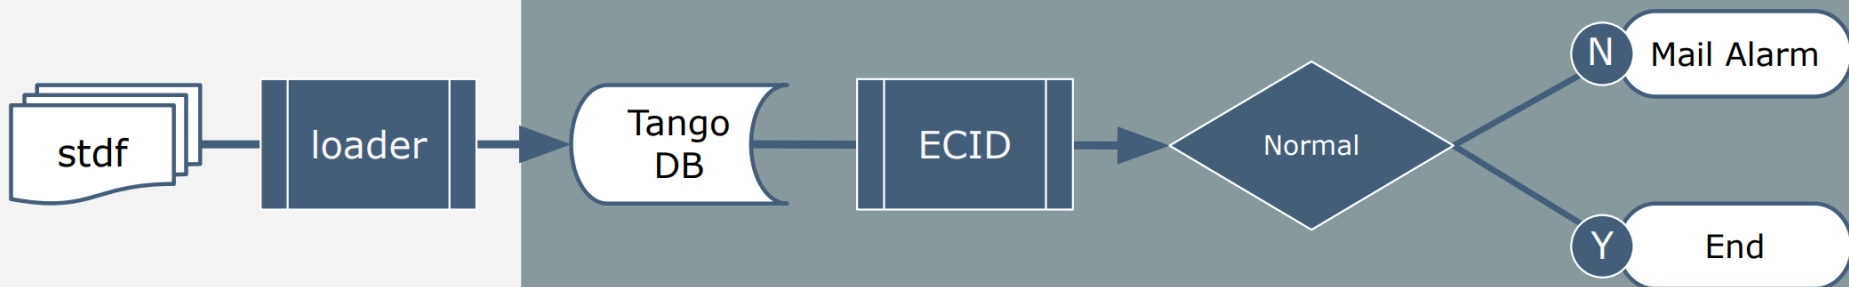 stdf
loader
Tango
DB
ECID
Normal
N
Mail Alarm
Y
End